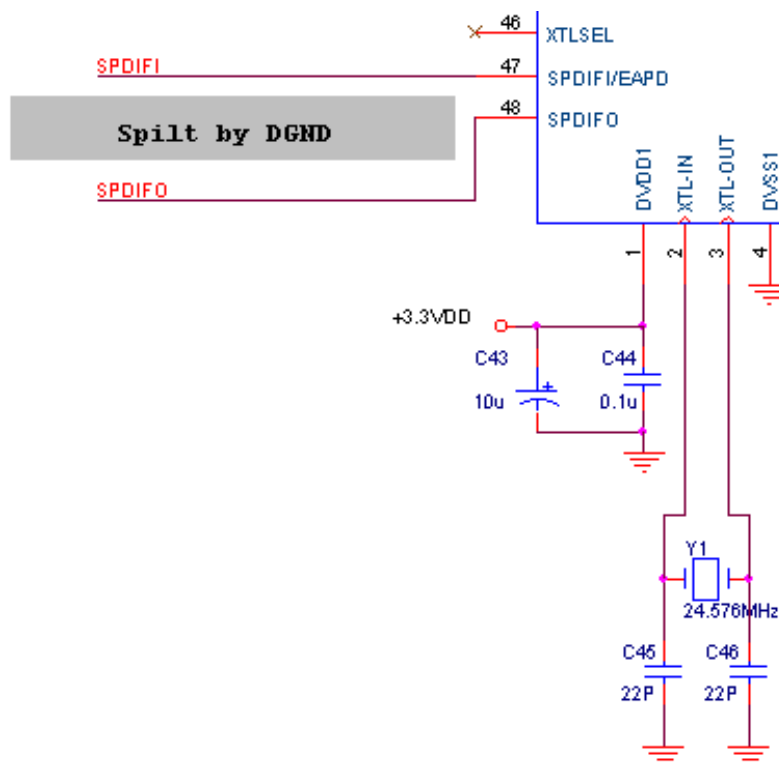 46
XTLSEL
SPDIFI
47
SPDIFI/EAPD
48
SPDIFO
Spilt by DGND
SPDIFO
DVDD1
XTL-IN
XTL-OUT
DVSS1
1
2
3
4
+3.3VDD
C43
C44
10u
+
0.1u
Y1
24.576MHz
C45
C46
22P
22P